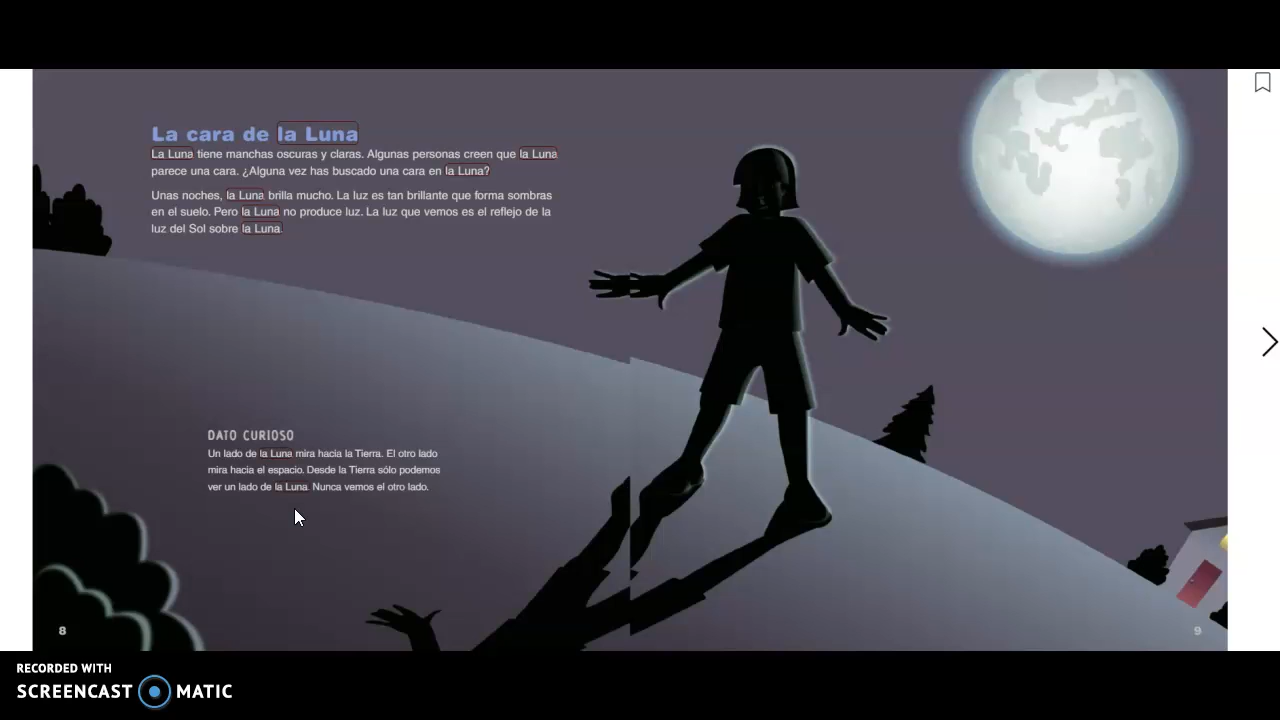 La cara de la Luna
La Luna tiene manchas oscuras y claras. Algunas personas creen que la Luna
parece una cara. ¿Alguna vez has buscado una cara en la Luna?
Unas noches, la Luna brilla mucho. La luz es tan brillante que forma sombras
en el suelo. Pero la Luna no produce luz. La luz que vemos es el reflejo de la
luz del Sol sobre la Luna.
DATO CURIOSO
Un lado de la Luna mira hacia la Tierra. El otro lado
mira hacia el espacio. Desde la Tierra sólo podemos
ver un lado de la Luna. Nunca vemos el otro lado.
8
9
RECORDED WITH
SCREENCAST MATIC